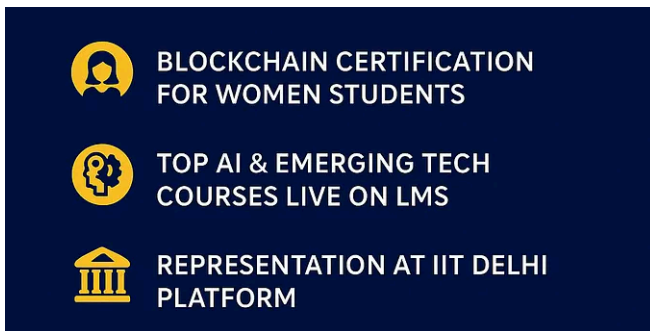 BLOCKCHAIN CERTIFICATION
FOR WOMEN STUDENTS
TOP AI & EMERGING TECH
COURSES LIVE ON LMS
REPRESENTATION AT IIT DELHI
PLATFORM